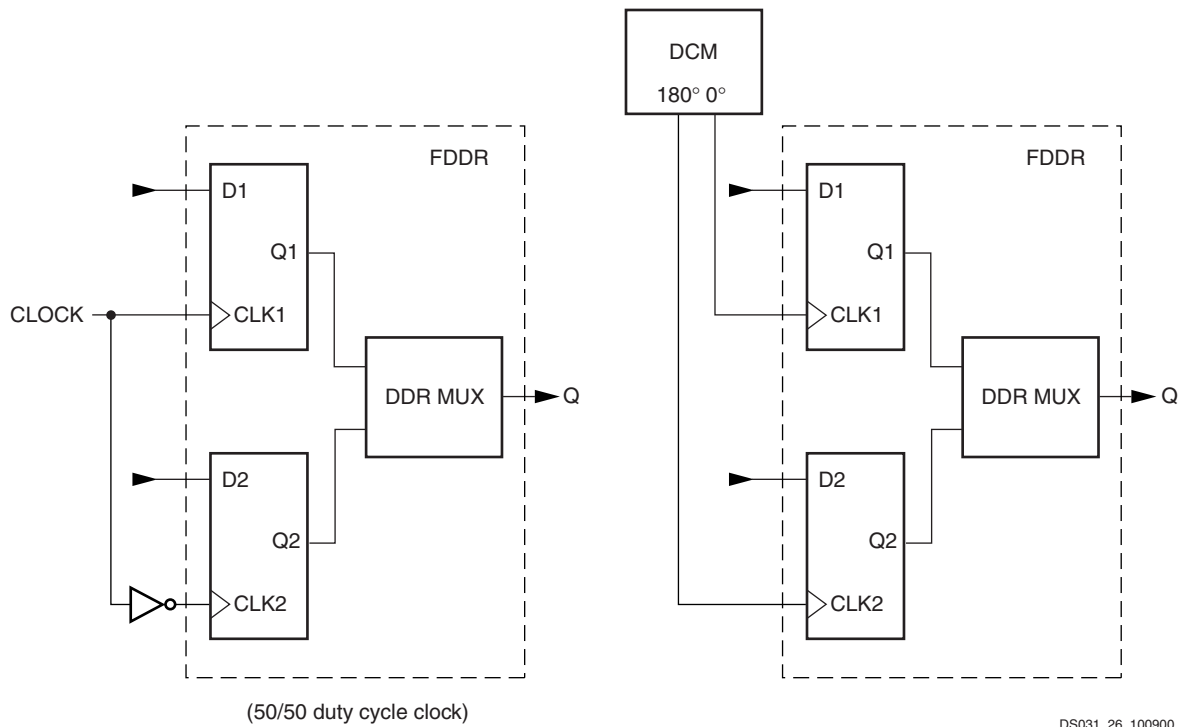 DCM
180° 0°
FDDR
D1
Q1
CLOCK
CLK1
DDR MUX
Q
D2
Q2
CLK2
(50/50 duty cycle clock)
FDDR
D1
Q1
CLK1
DDR MUX
Q
D2
Q2
CLK2
DS031_26_100900